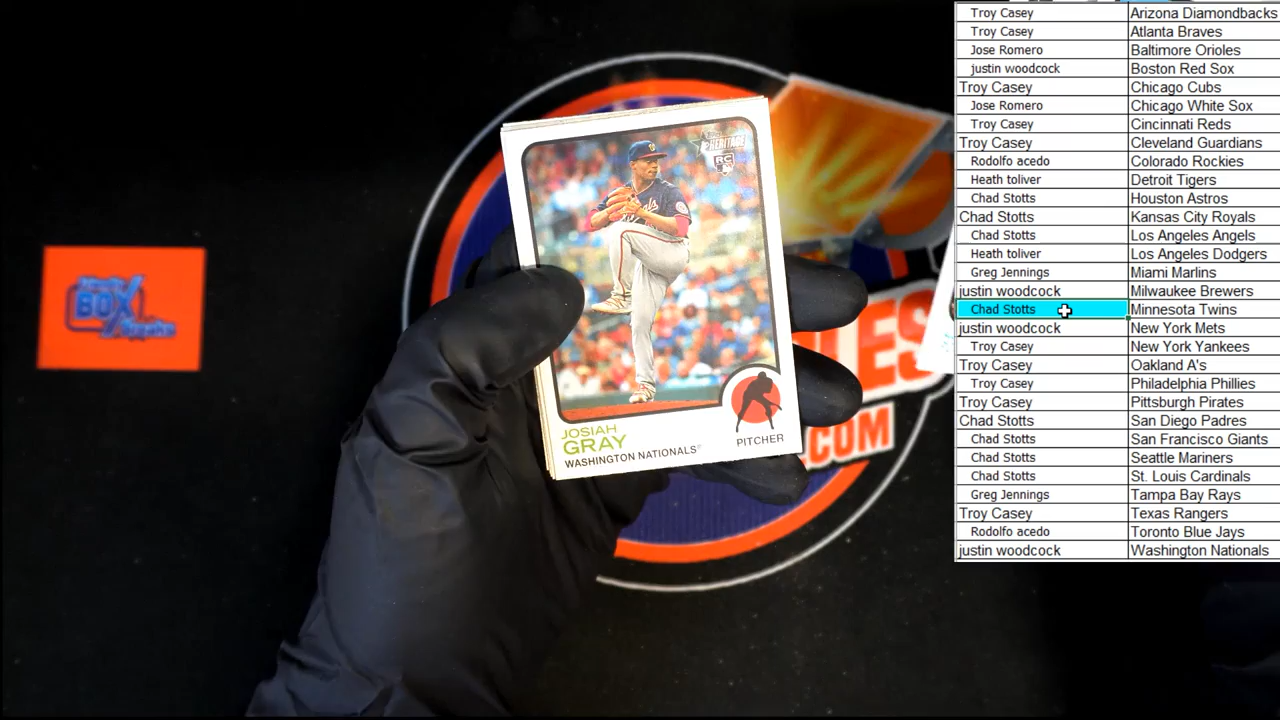 HERITAGE
RC
JOSIAH
GRAY
WASHINGTON NATIONALS
PITCHER
BOX
.COM
Troy Casey Arizona Diamondbacks
Troy Casey Atlanta Braves
Jose Romero Baltimore Orioles
justin woodcock Boston Red Sox
Troy Casey Chicago Cubs
Jose Romero Chicago White Sox
Troy Casey Cincinnati Reds
Troy Casey Cleveland Guardians
Rodolfo acedo Colorado Rockies
Heath toliver Detroit Tigers
Chad Stotts Houston Astros
Chad Stotts Kansas City Royals
Chad Stotts Los Angeles Angels
Heath toliver Los Angeles Dodgers
Greg Jennings Miami Marlins
justin woodcock Milwaukee Brewers
Chad Stotts Minnesota Twins
justin woodcock New York Mets
Troy Casey New York Yankees
Troy Casey Oakland A's
Troy Casey Philadelphia Phillies
Troy Casey Pittsburgh Pirates
Chad Stotts San Diego Padres
Chad Stotts San Francisco Giants
Chad Stotts Seattle Mariners
Chad Stotts St. Louis Cardinals
Greg Jennings Tampa Bay Rays
Troy Casey Texas Rangers
Rodolfo acedo Toronto Blue Jays
justin woodcock Washington Nationals